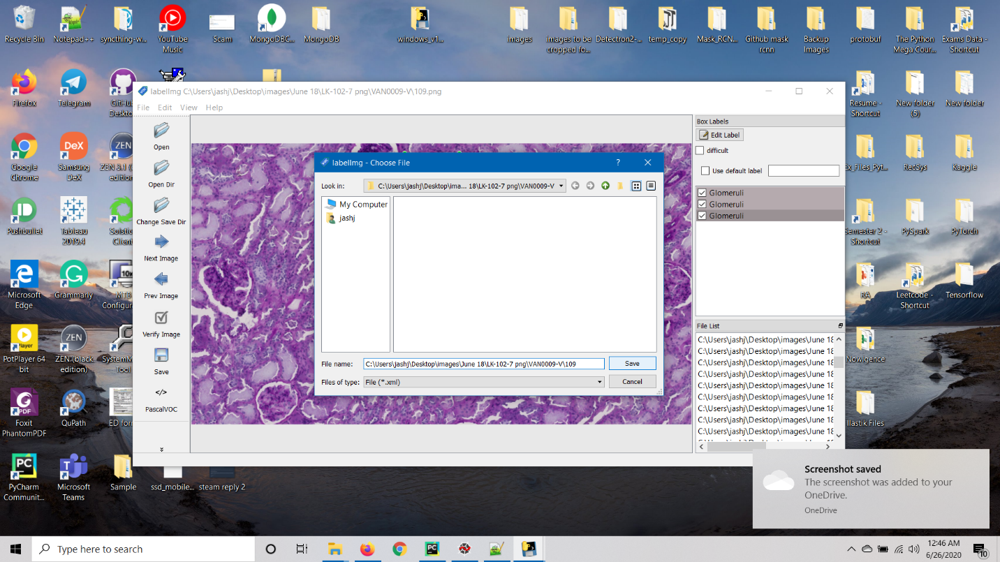 Recycle Bin
Notepad++
syncthing-w...
YouTube
Music
Scam
MongoDBC...
MongoDB
windows_v1...
images
images to be
cropped fo...
Detectron2-...
temp_copy
Mask_RCN...
Github mask
rcnn
Backup
Images
protobuf
The Python
Mega Cour...
Exams Data -
Shortcut
Firefox
Telegram
GitHub
Deskto
Resume -
Shortcut
New folder
(5)
New folder
labelImg C:\Users\jashj\Desktop\images\June 18\LK-102-7 png\VAN0009-V\109.png
File Edit View Help
Open
Open Dir
Change Save Dir
Next Image
Prev Image
Verify Image
Save
</>
PascalVOC
labelImg - Choose File
?
Look in:
C:\Users\jashj\Desktop\ima... 18\LK-102-7 png\VAN0009-V
My Computer
jashj
File name:
C:\Users\jashj\Desktop\images\June 18\LK-102-7 png\VAN0009-V\109
Save
Files of type:
File (*.xml)
Cancel
Box Labels
Edit Label
difficult
Use default label
Glomeruli
Glomeruli
Glomeruli
File List
C:\Users\jashj\Desktop\images\June 18
C:\Users\jashj\Desktop\images\June 18
C:\Users\jashj\Desktop\images\June 18
C:\Users\jashj\Desktop\images\June 18
C:\Users\jashj\Desktop\images\June 18
C:\Users\jashj\Desktop\images\June 18
C:\Users\jashj\Desktop\images\June 18
C:\Users\jashj\Desktop\images\June 18
C:\Users\jashj\Desktop\images\June 18
Google
Chrome
DeX
Samsung
DeX
ZEN
ZEN 3.1 (
edition
RecSys
Kaggle
Pushbullet
Tableau
2019.4
Solstic
Client
Semester 2 -
Shortcut
PySpark
PyTorch
Microsoft
Edge
Grammarly
10x
MTB
Configura
RA
Leetcode -
Shortcut
Tensorflow
Player
PotPlayer 64
bit
ZEN
ZEN (black
edition)
SystemM
Tool
Nowigence
PDF
Foxit
PhantomPDF
QuPath
ED for
Ilastik Files
PC
PyCharm
Communit...
Microsoft
Teams
Sample
ssd_mobile...
steam reply 2
Screenshot saved
The screenshot was added to your
OneDrive.
OneDrive
Type here to search
PC
12:46 AM
6/26/2020
10